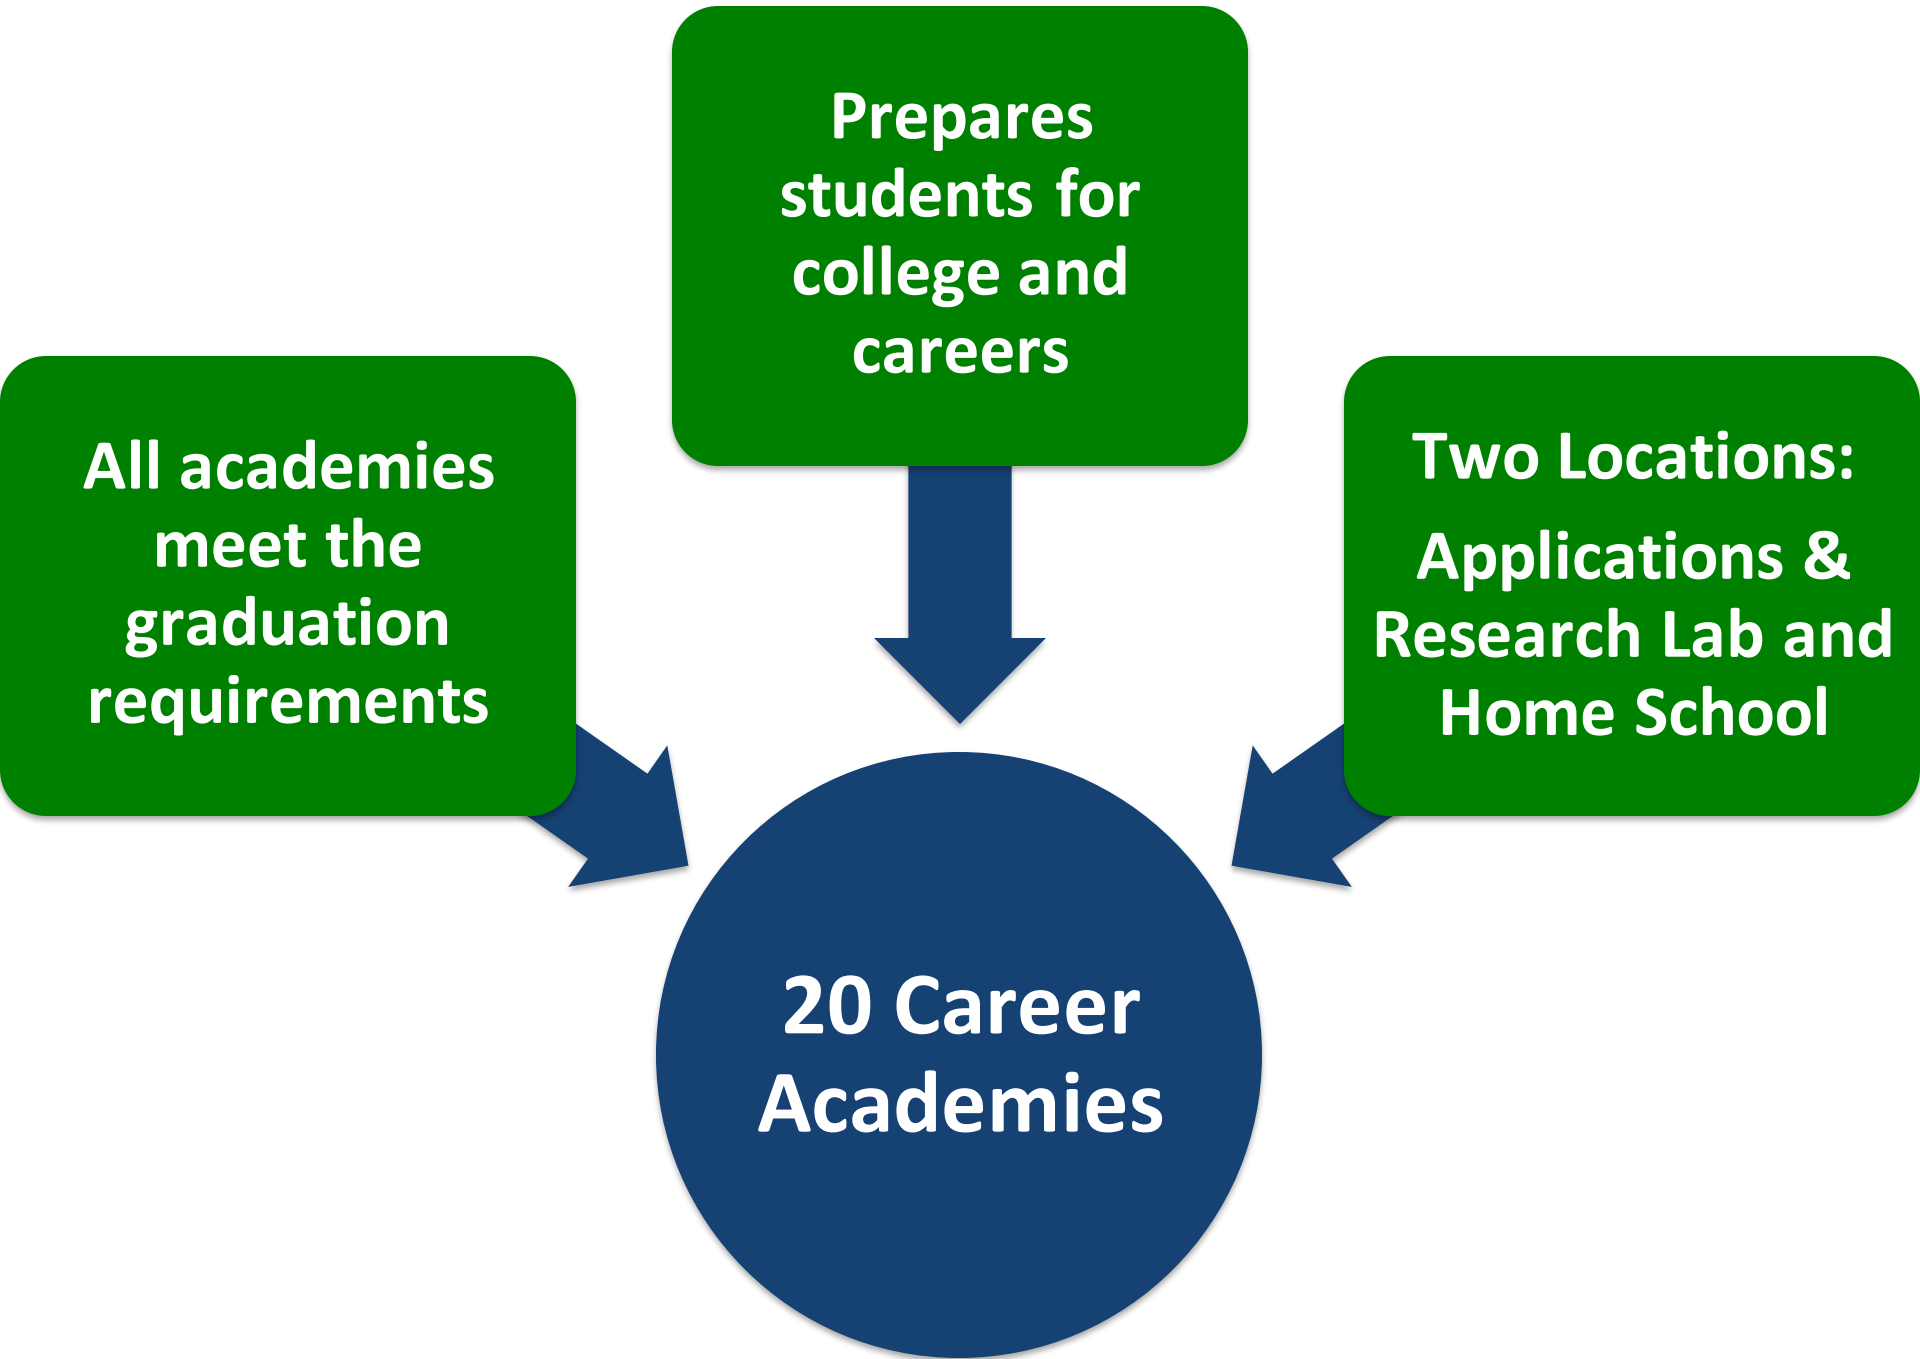 Prepares
students for
college and
careers
All academies
meet the
graduation
requirements
Two Locations:
Applications &
Research Lab and
Home School
20 Career
Academies